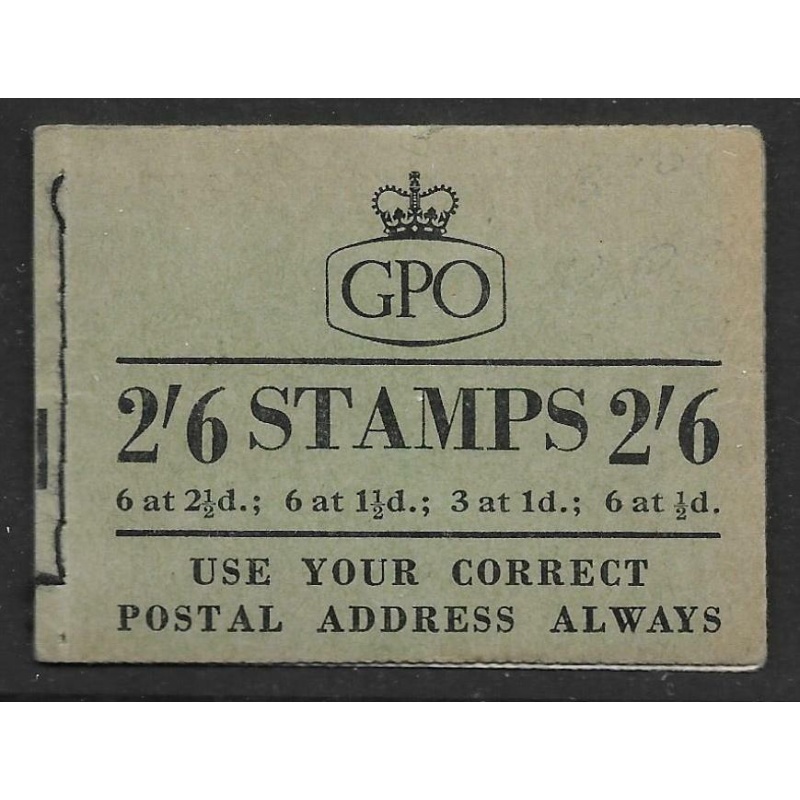 GPO
2'6 STAMPS 2'6
6 at 2½d.; 6 at 1½d.; 3 at 1d.; 6 at ½d.
USE YOUR CORRECT
POSTAL ADDRESS ALWAYS